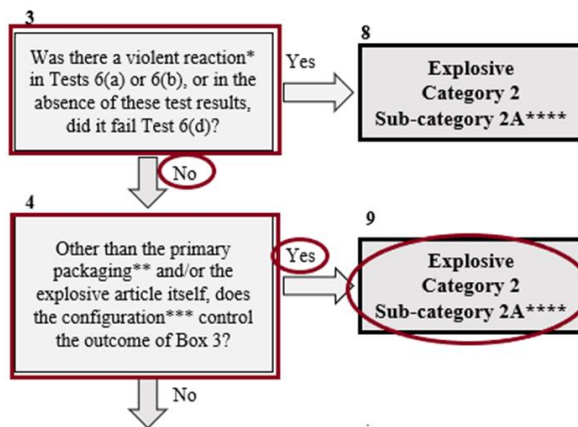 3
Was there a violent reaction*
in Tests 6(a) or 6(b), or in the
absence of these test results,
did it fail Test 6(d)?
Yes
8
Explosive
Category 2
Sub-category 2A****
No
4
Other than the primary
packaging** and/or the
explosive article itself, does
the configuration*** control
the outcome of Box 3?
Yes
9
Explosive
Category 2
Sub-category 2A****
No